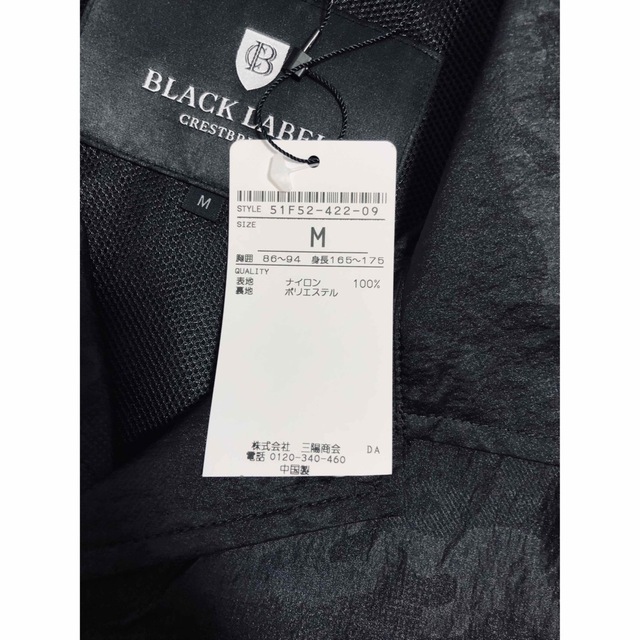 BLACK LABEL
M
STYLE 51F52-422-09
SIZE
M
胸囲 86~94 身長165~175
QUALITY
表地 ナイロン 100%
裏地 ポリエステル
株式会社 三陽商会 DA
電話 0120-340-460
中国製